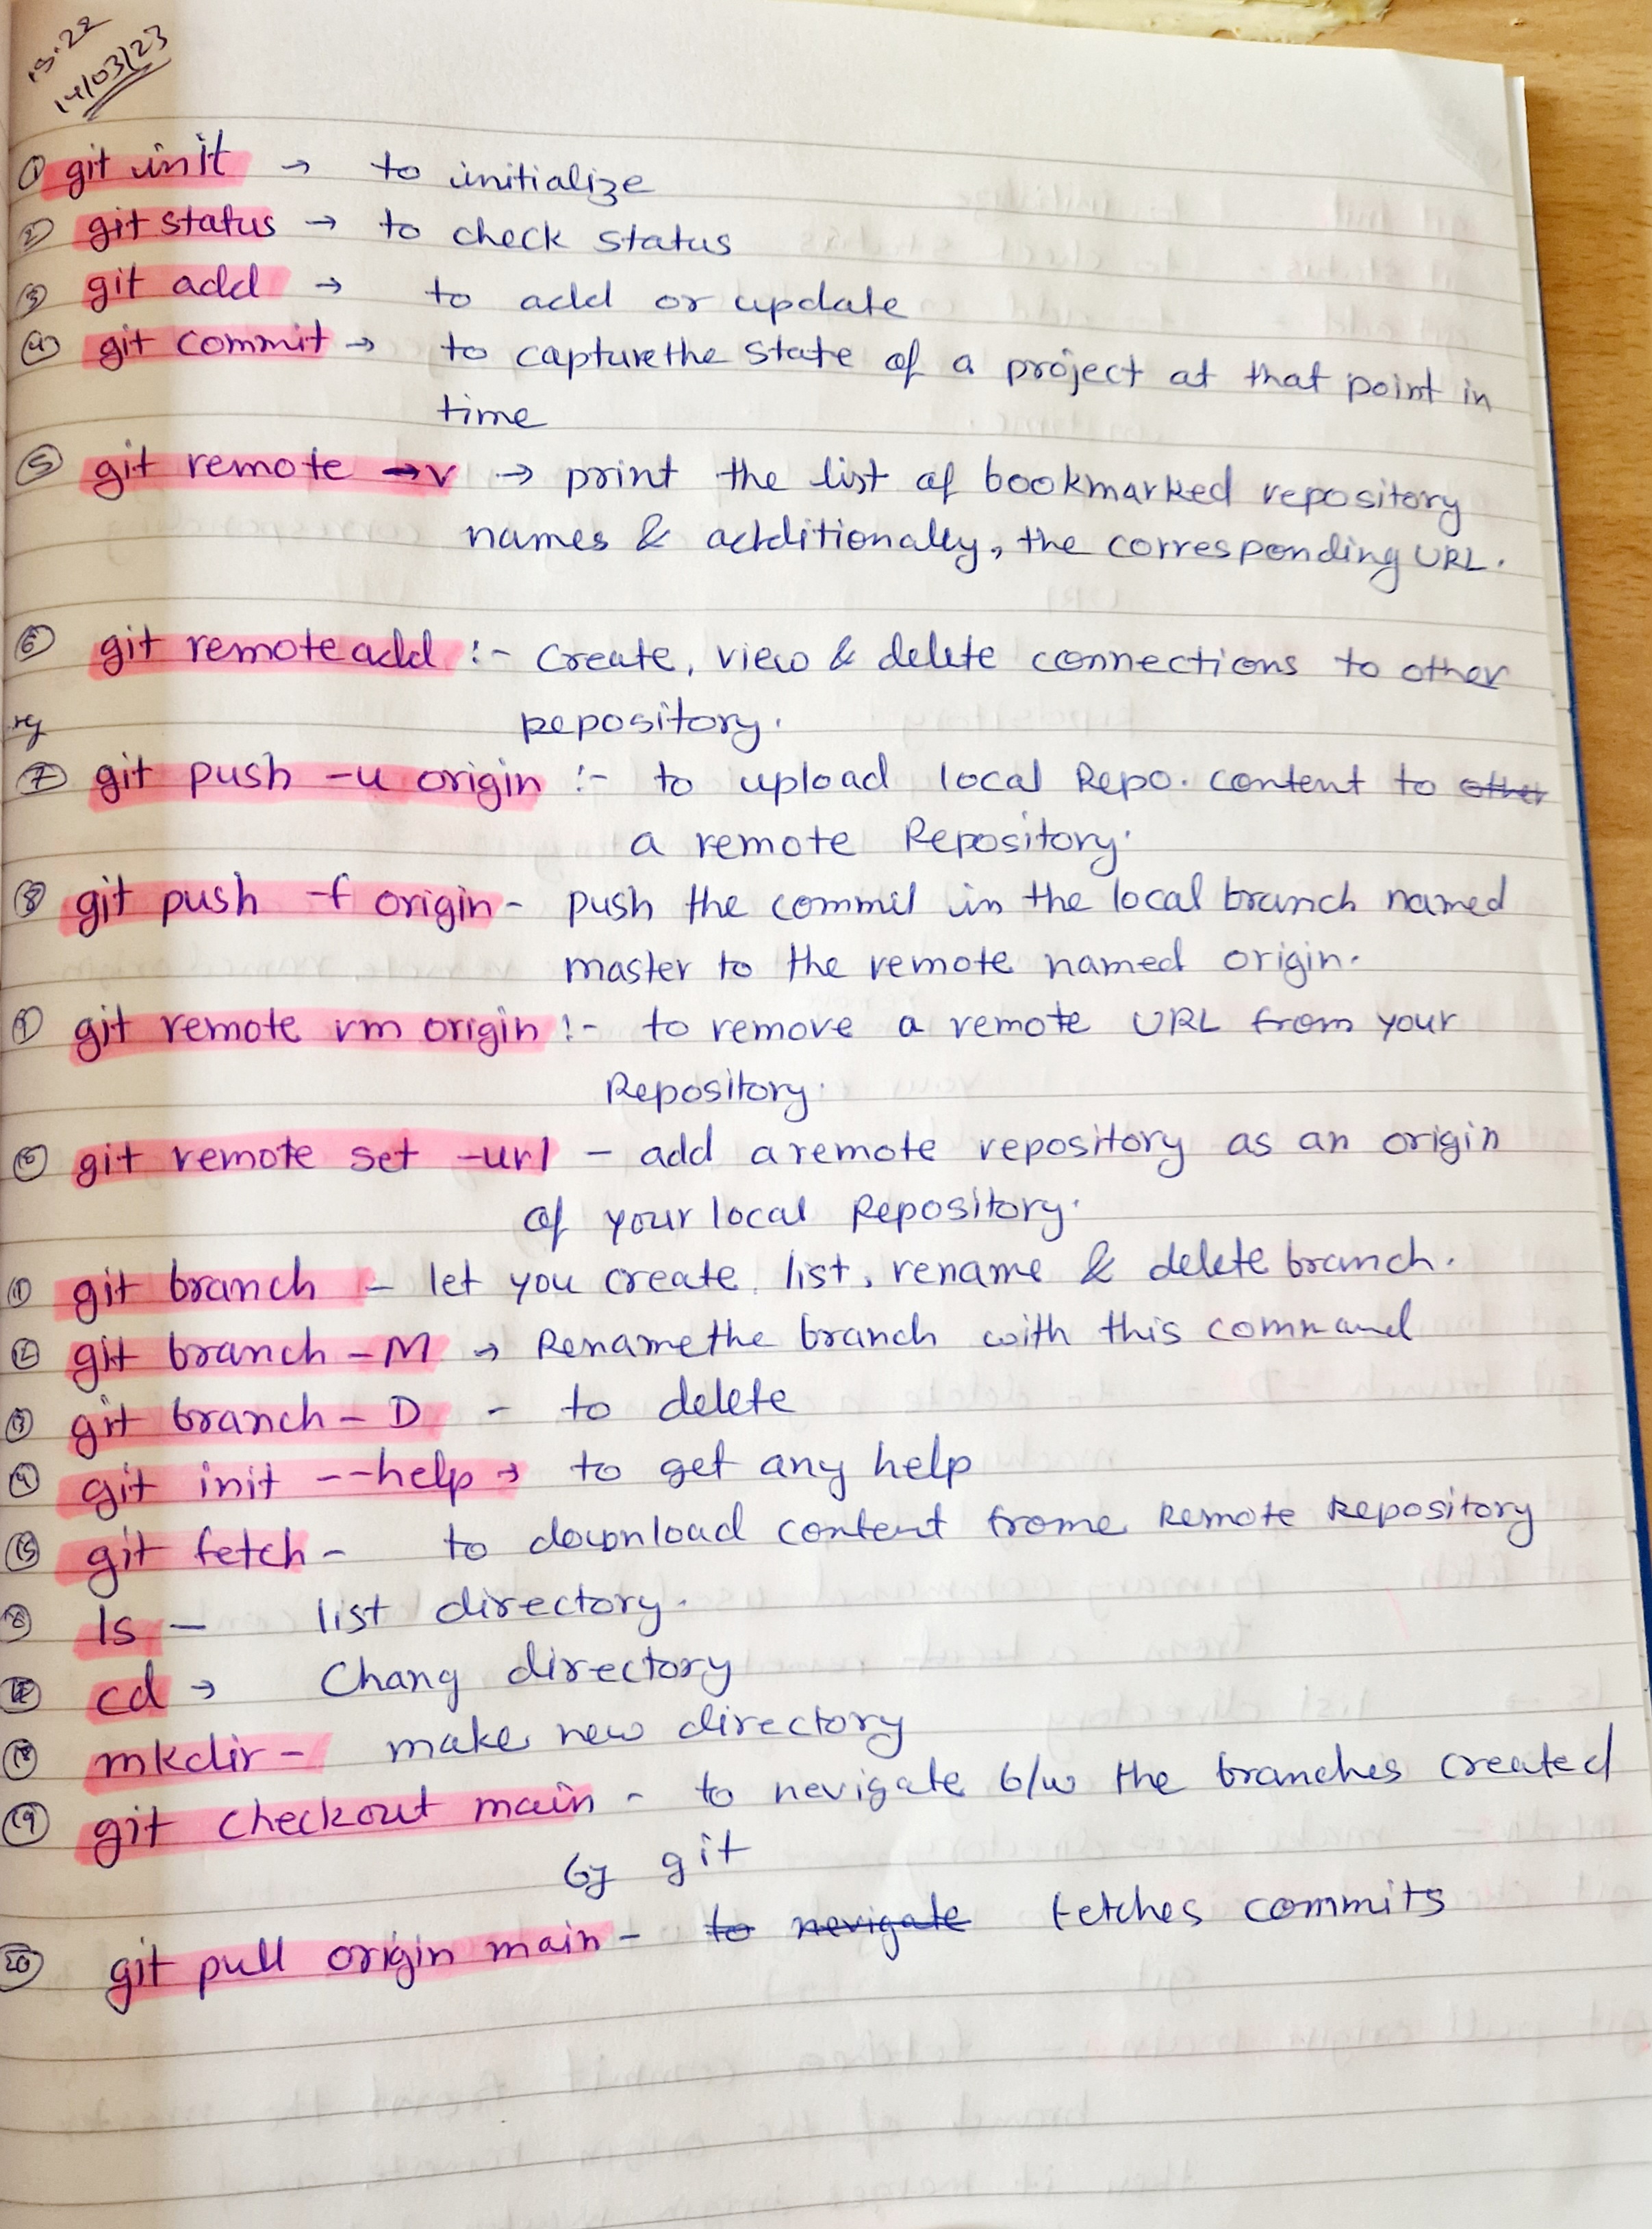 15:22
14/03/23
① git init → to initialize
② git status → to check status
③ git add → to add or update
④ git commit → to capture the state of a project at that point in
time
⑤ git remote -v → print the list of bookmarked repository
names & additionally, the corresponding URL.
⑥ git remote add :- create, view & delete connections to other
repository.
⑦ git push -u origin :- to upload local Repo. content to other
a remote Repository.
⑧ git push -f origin - push the commit in the local branch named
master to the remote named origin.
⑨ git remote rm origin :- to remove a remote URL from your
Repository.
⑩ git remote set -url - add a remote repository as an origin
of your local Repository.
⑪ git branch - let you create, list, rename & delete branch.
⑫ git branch -M → Rename the branch with this command
⑬ git branch -D - to delete
⑭ git init --help → to get any help
⑮ git fetch - to download content frome Remote Repository
⑯ ls - list directory.
⑰ cd → Chang directory
⑱ mkdir - make new directory
⑲ git checkout main - to nevigate b/w the branches created
by git
⑳ git pull origin main - to nevigate fetches commits